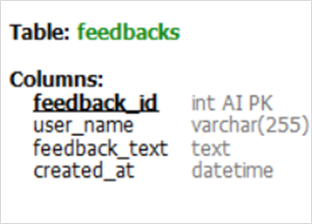 Table: feedbacks
Columns:
feedback_id int AI PK
user_name varchar(255)
feedback_text text
created_at datetime